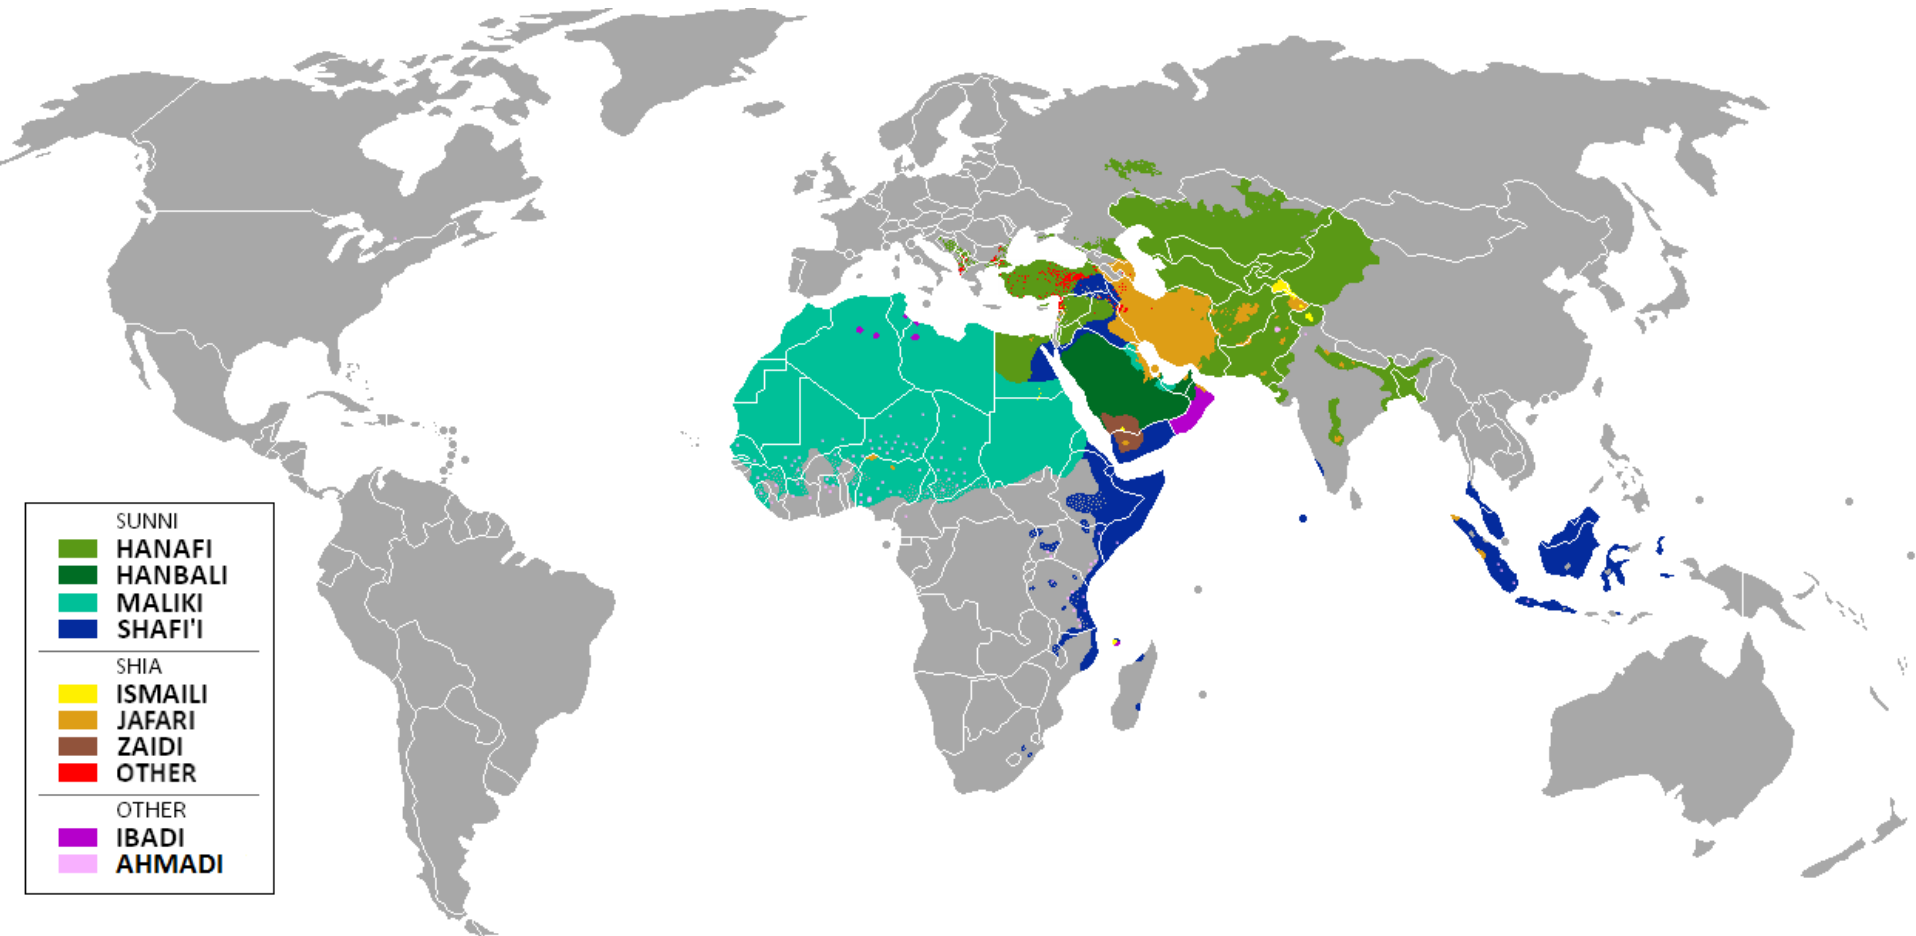 SUNNI
HANAFI
HANBALI
MALIKI
SHAFI'I
SHIA
ISMAILI
JAFARI
ZAIDI
OTHER
OTHER
IBADI
AHMADI